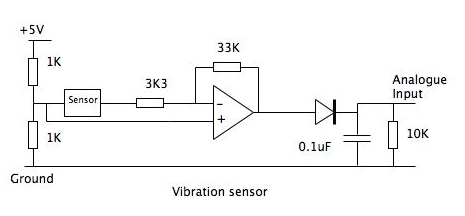 +5V
33K
1K
3K3
Sensor
Analogue
Input
-
+
1K
0.1uF
10K
Ground
Vibration sensor